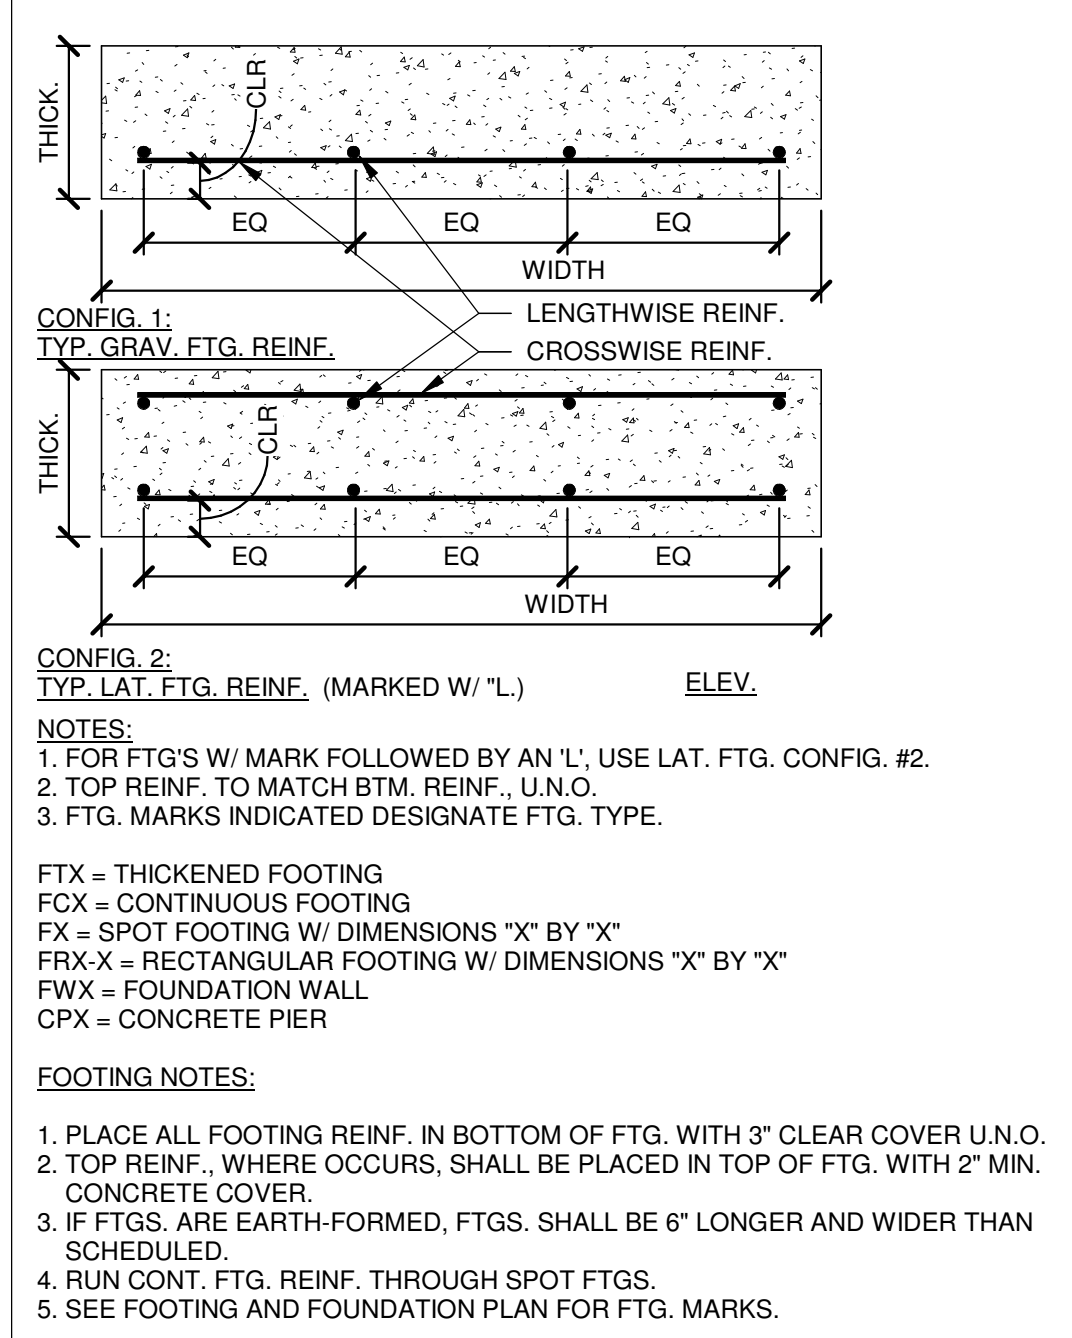 THICK.
CLR
EQ EQ EQ
WIDTH
LENGTHWISE REINF.
CONFIG. 1:
TYP. GRAV. FTG. REINF.
CROSSWISE REINF.
THICK.
CLR
EQ EQ EQ
WIDTH
CONFIG. 2:
TYP. LAT. FTG. REINF. (MARKED W/ "L.)
ELEV.
NOTES:
1. FOR FTG'S W/ MARK FOLLOWED BY AN 'L', USE LAT. FTG. CONFIG. #2.
2. TOP REINF. TO MATCH BTM. REINF., U.N.O.
3. FTG. MARKS INDICATED DESIGNATE FTG. TYPE.
FTX = THICKENED FOOTING
FCX = CONTINUOUS FOOTING
FX = SPOT FOOTING W/ DIMENSIONS "X" BY "X"
FRX-X = RECTANGULAR FOOTING W/ DIMENSIONS "X" BY "X"
FWX = FOUNDATION WALL
CPX = CONCRETE PIER
FOOTING NOTES:
1. PLACE ALL FOOTING REINF. IN BOTTOM OF FTG. WITH 3" CLEAR COVER U.N.O.
2. TOP REINF., WHERE OCCURS, SHALL BE PLACED IN TOP OF FTG. WITH 2" MIN.
CONCRETE COVER.
3. IF FTGS. ARE EARTH-FORMED, FTGS. SHALL BE 6" LONGER AND WIDER THAN
SCHEDULED.
4. RUN CONT. FTG. REINF. THROUGH SPOT FTGS.
5. SEE FOOTING AND FOUNDATION PLAN FOR FTG. MARKS.